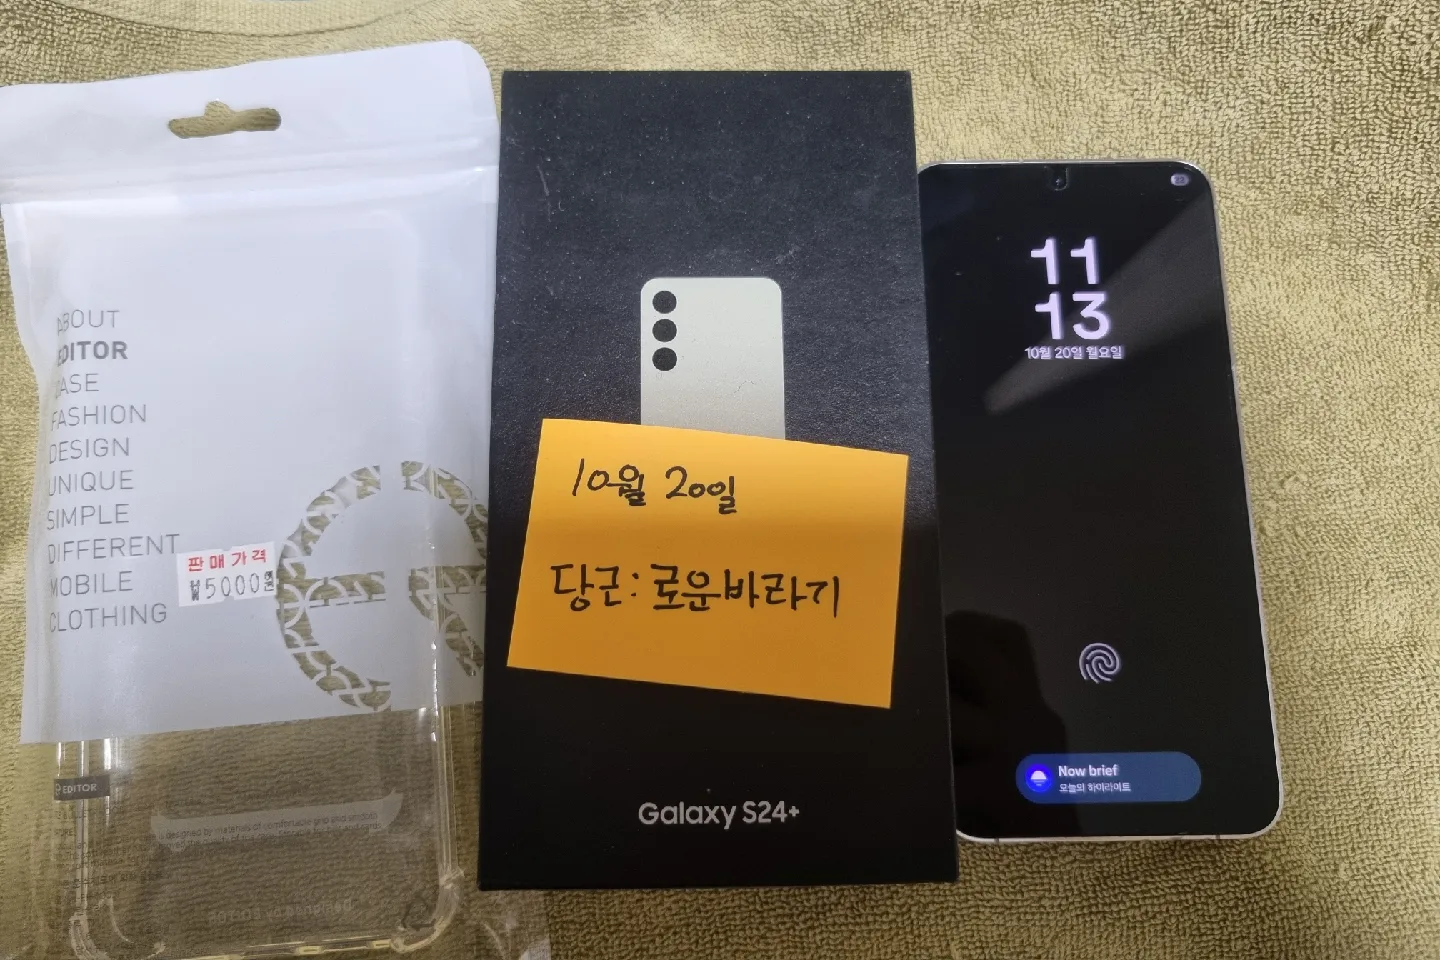 ABOUT
EDITOR
CASE
FASHION
DESIGN
UNIQUE
SIMPLE
DIFFERENT
MOBILE
CLOTHING
판매가격
₩5000원
EDITOR
10월 20일
당근: 로운바라기
Galaxy S24+
11
13
10월 20일 월요일
Now brief
오늘의 하이라이트